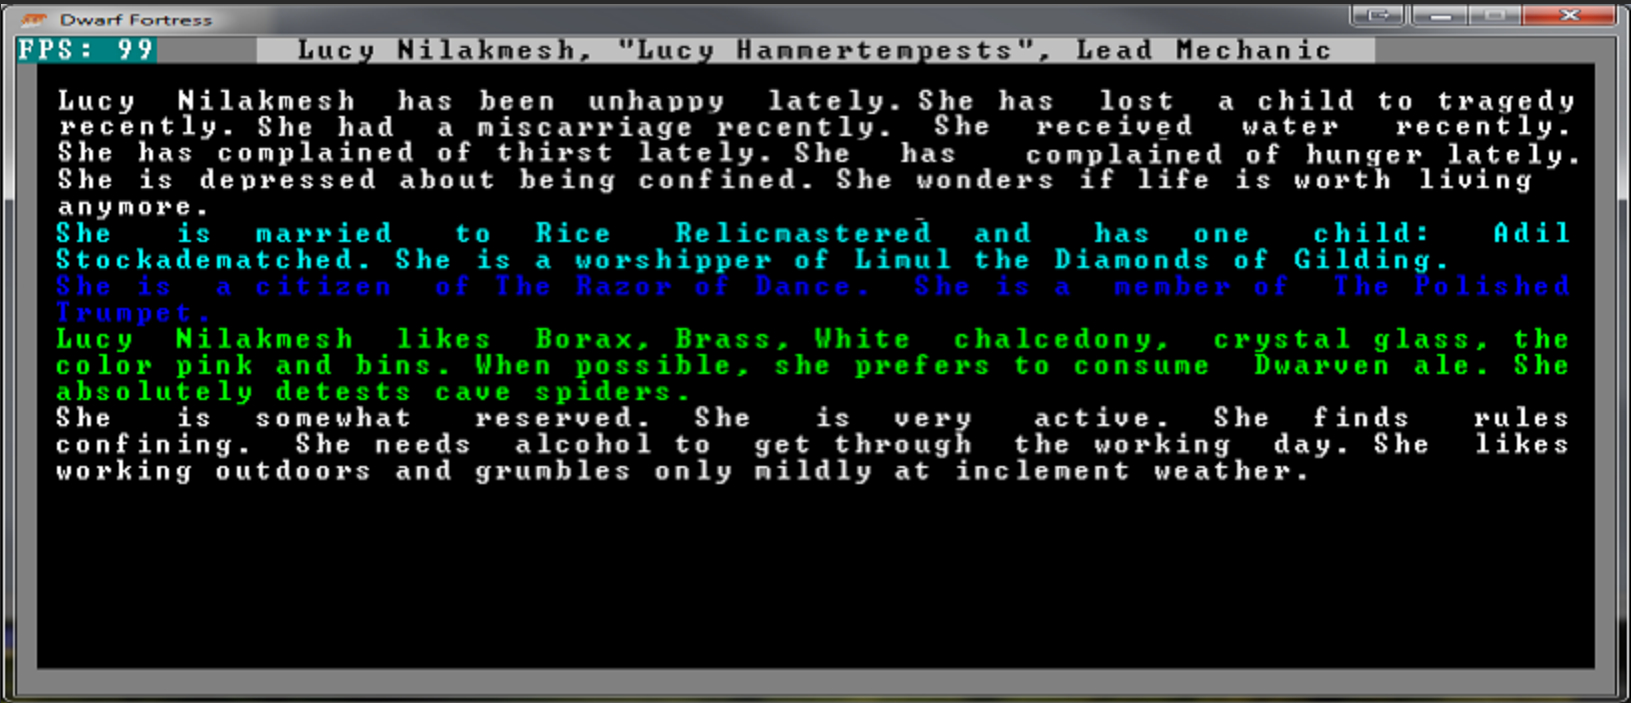 Dwarf Fortress
FPS: 99 Lucy Nilakmesh, "Lucy Hammertempests", Lead Mechanic
Lucy Nilakmesh has been unhappy lately. She has lost a child to tragedy
recently. She had a miscarriage recently. She received water recently.
She has complained of thirst lately. She has complained of hunger lately.
She is depressed about being confined. She wonders if life is worth living
anymore.
She is married to Rice Relicmastered and has one child: Adil
Stockadematched. She is a worshipper of Limul the Diamonds of Gilding.
She is a citizen of The Razor of Dance. She is a member of The Polished
Trumpet.
Lucy Nilakmesh likes Borax, Brass, White chalcedony, crystal glass, the
color pink and bins. When possible, she prefers to consume Dwarven ale. She
absolutely detests cave spiders.
She is somewhat reserved. She is very active. She finds rules
confining. She needs alcohol to get through the working day. She likes
working outdoors and grumbles only mildly at inclement weather.